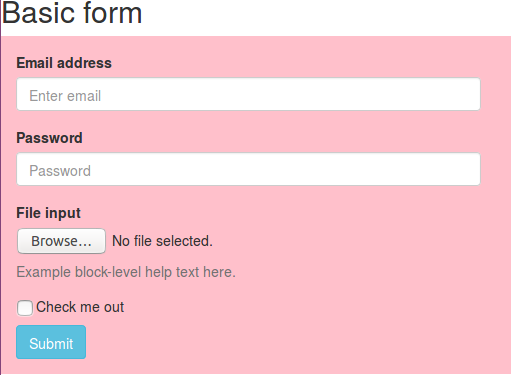 Basic form
Email address
Enter email
Password
Password
File input
Browse... No file selected.
Example block-level help text here.
Check me out
Submit